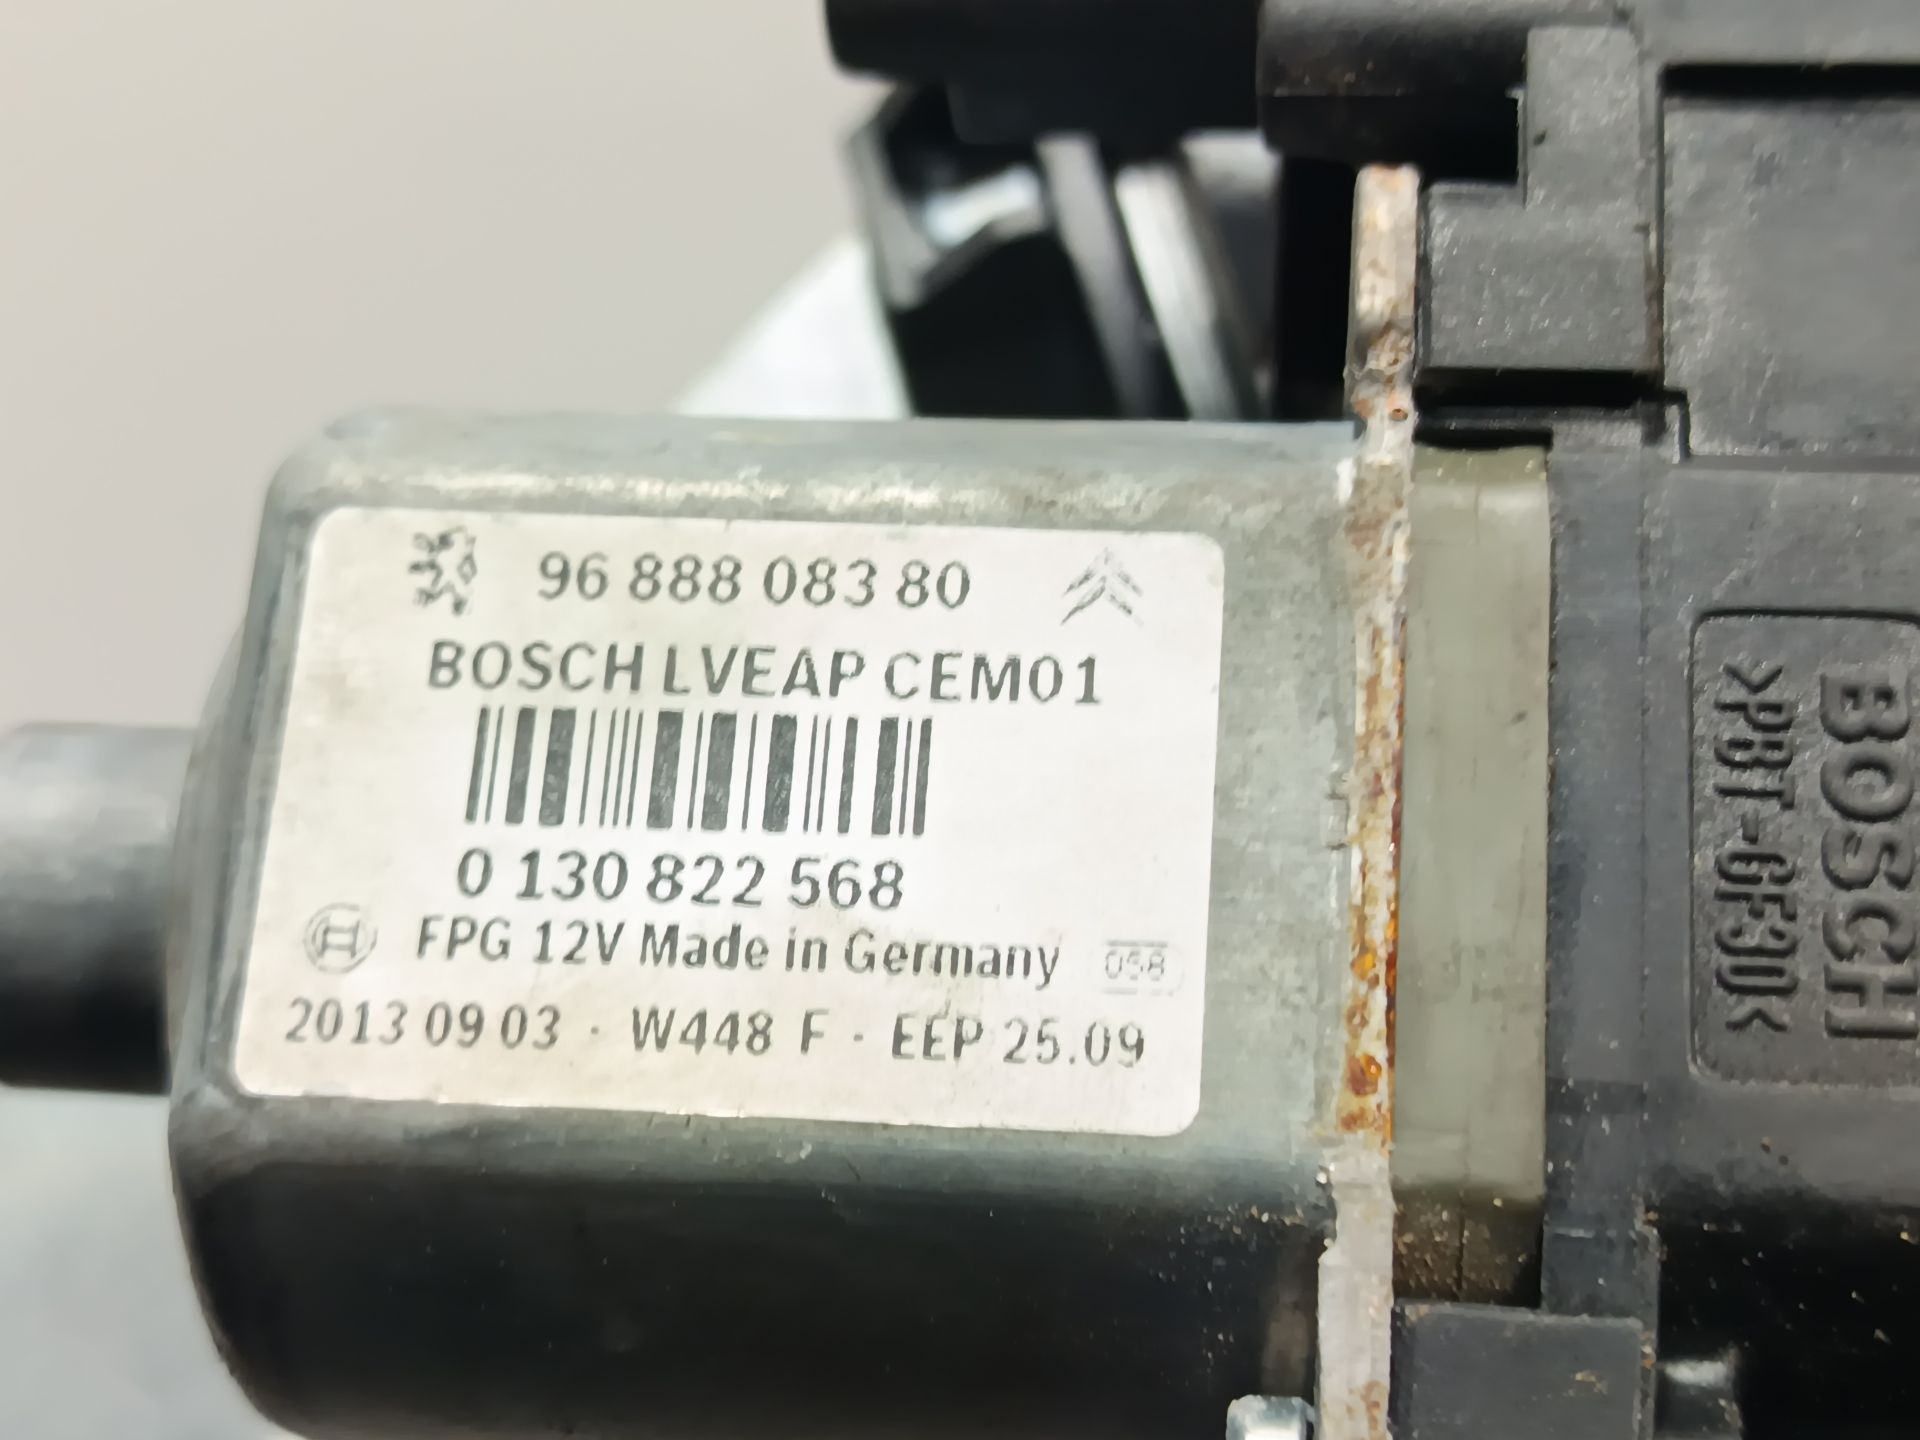 96 888 083 80
BOSCH LVEAP CEM01
0 130 822 568
FPG 12V Made in Germany 058
2013 09 03 · W448 F · EEP 25.09
BOSCH
>PBT-GF30<